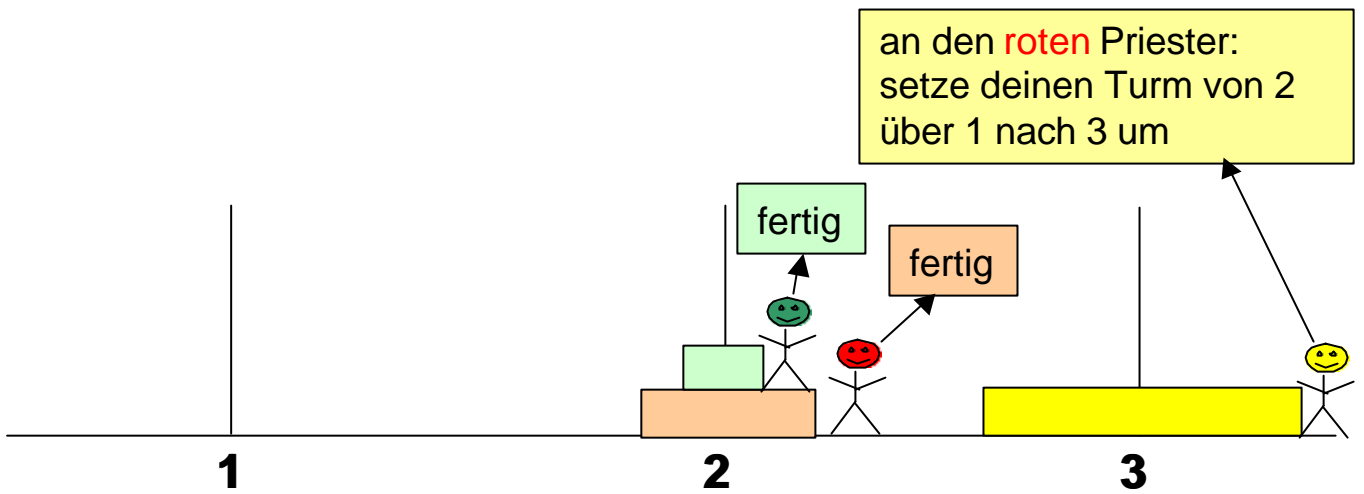 an den roten Priester:
setze deinen Turm von 2
über 1 nach 3 um
fertig
fertig
1
2
3